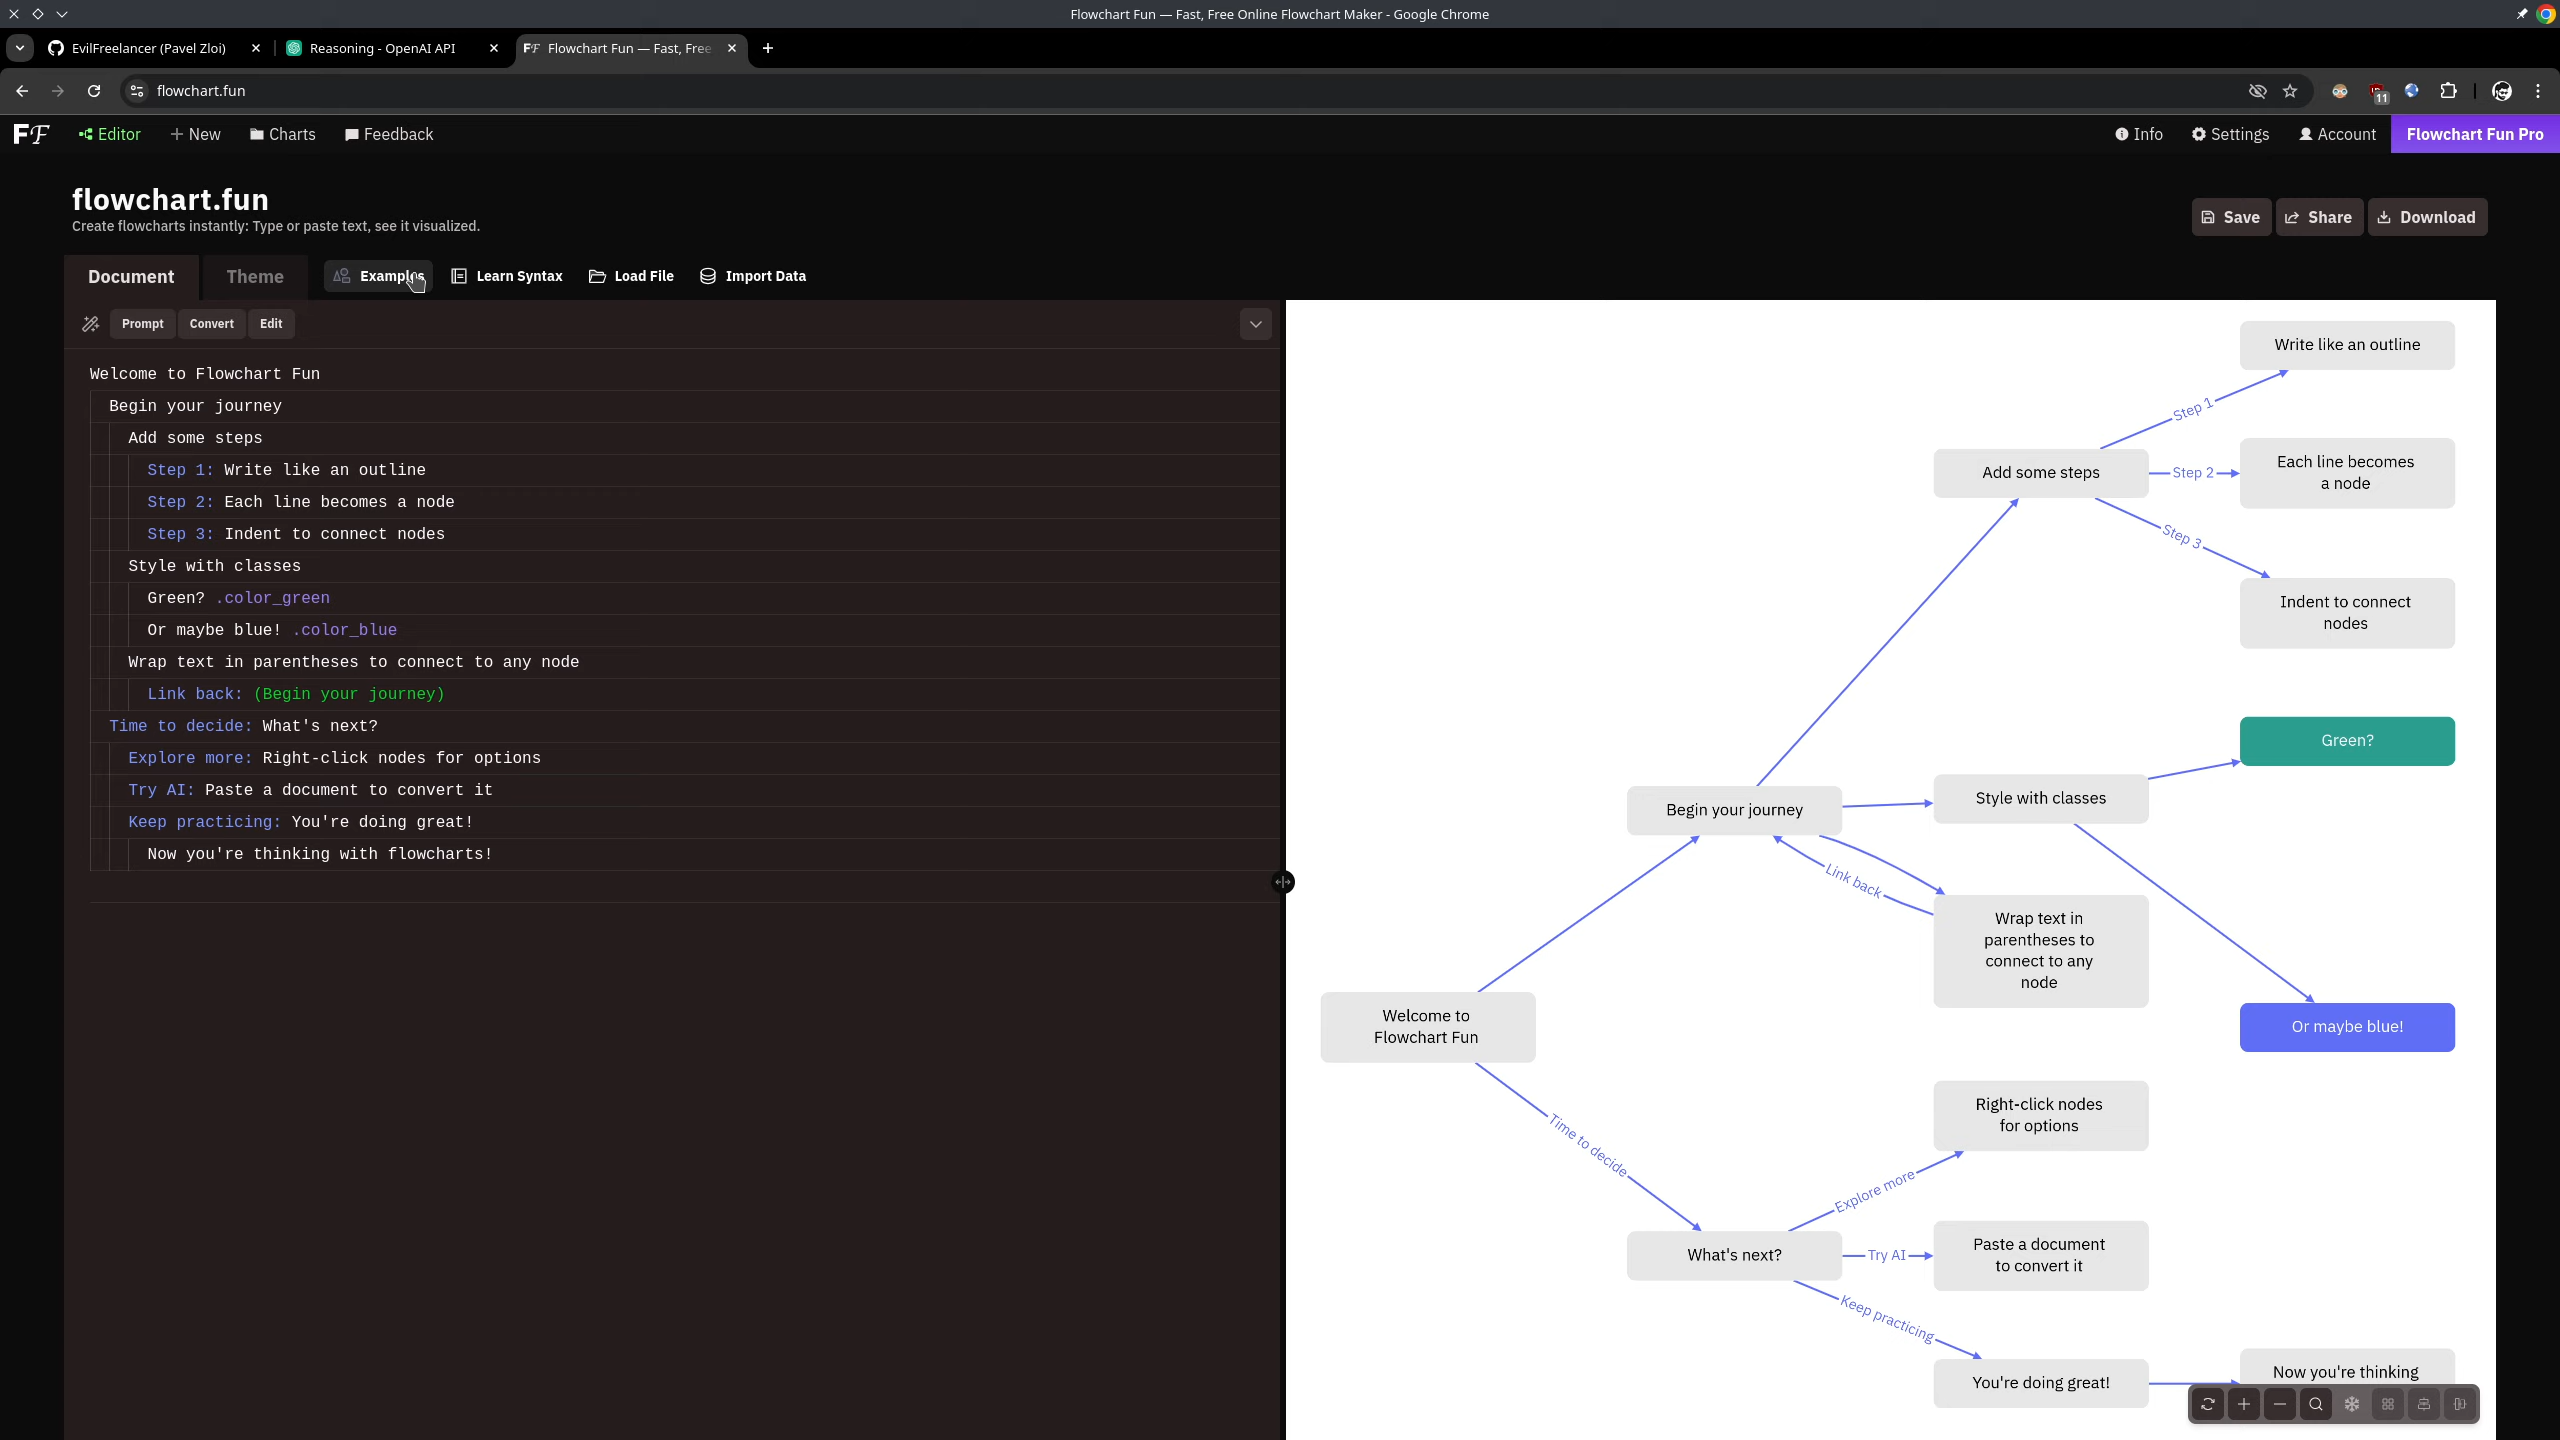 Flowchart Fun — Fast, Free Online Flowchart Maker - Google Chrome
EvilFreelancer (Pavel Zloi)
Reasoning - OpenAI API
Flowchart Fun — Fast, Free
flowchart.fun
11
Editor
New
Charts
Feedback
Info
Settings
Account
Flowchart Fun Pro
flowchart.fun
Create flowcharts instantly: Type or paste text, see it visualized.
Save
Share
Download
Document
Theme
Examples
Learn Syntax
Load File
Import Data
Prompt
Convert
Edit
Welcome to Flowchart Fun
Begin your journey
Add some steps
Step 1: Write like an outline
Step 2: Each line becomes a node
Step 3: Indent to connect nodes
Style with classes
Green? .color_green
Or maybe blue! .color_blue
Wrap text in parentheses to connect to any node
Link back: (Begin your journey)
Time to decide: What's next?
Explore more: Right-click nodes for options
Try AI: Paste a document to convert it
Keep practicing: You're doing great!
Now you're thinking with flowcharts!
Write like an outline
Step 1
Add some steps
Step 2
Each line becomes
a node
Step 3
Indent to connect
nodes
Green?
Begin your journey
Style with classes
Link back
Wrap text in
parentheses to
connect to any
node
Welcome to
Flowchart Fun
Or maybe blue!
Time to decide
Right-click nodes
for options
Explore more
What's next?
Try AI
Paste a document
to convert it
Keep practicing
You're doing great!
Now you're thinking